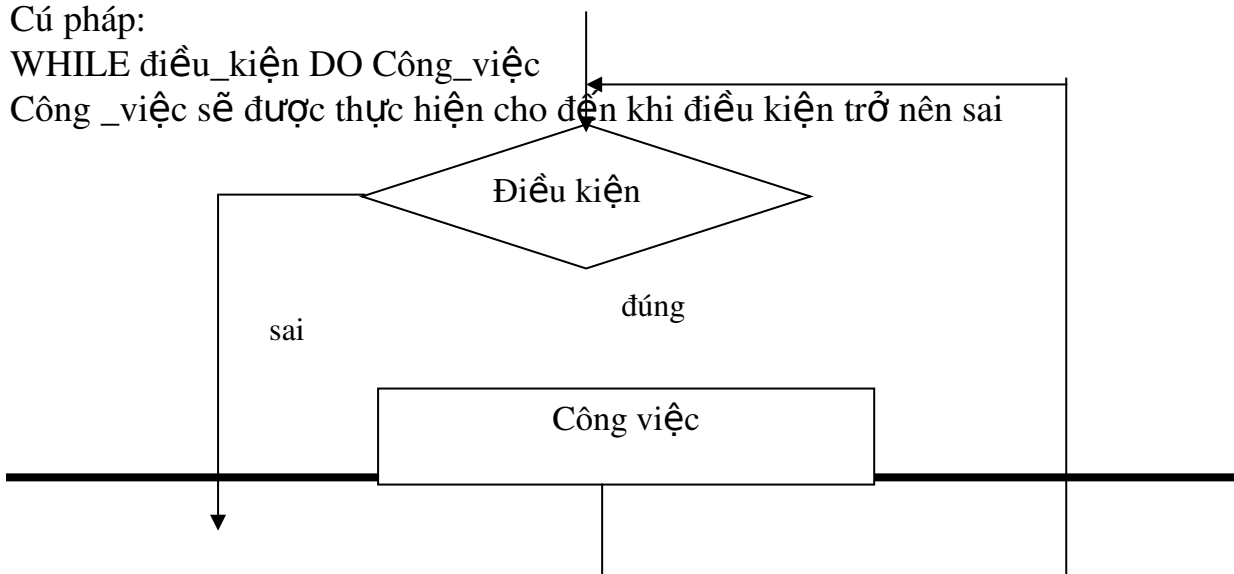 Cú pháp:
WHILE điều_kiện DO Công_việc
Công _việc sẽ được thực hiện cho đến khi điều kiện trở nên sai
Điều kiện
đúng
sai
Công việc